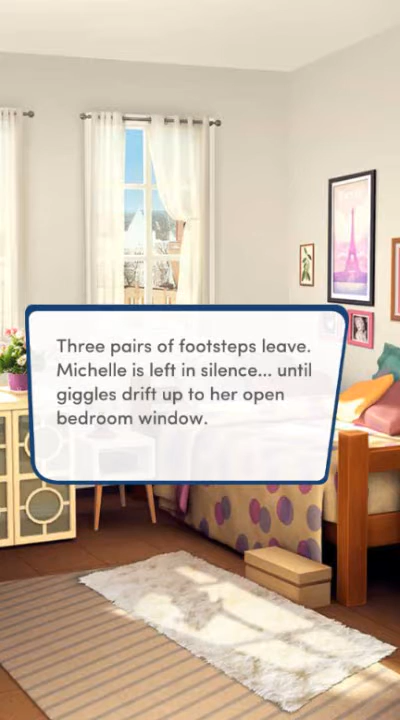 Three pairs of footsteps leave.
Michelle is left in silence... until
giggles drift up to her open
bedroom window.